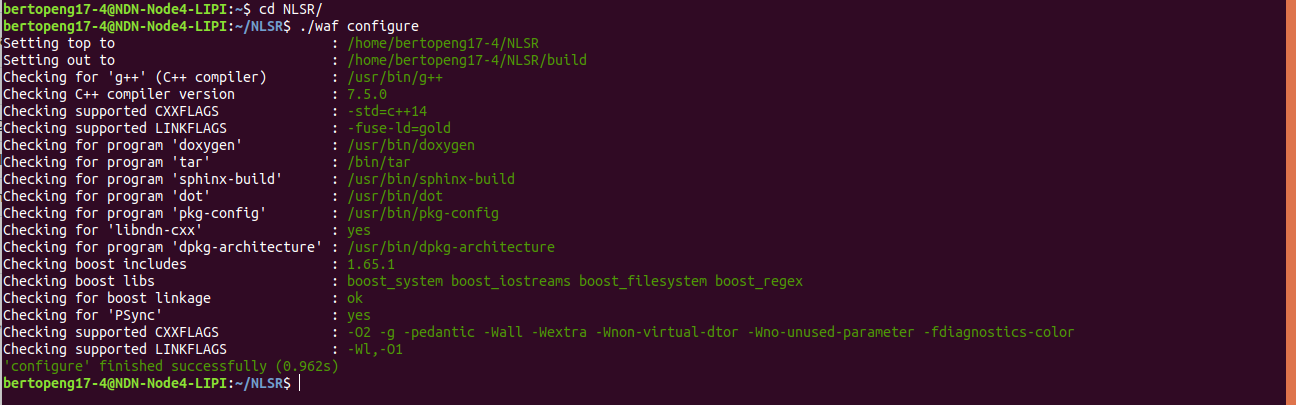 bertopeng17-4@NDN-Node4-LIPI:~$ cd NLSR/
bertopeng17-4@NDN-Node4-LIPI:~/NLSR$ ./waf configure
Setting top to                           : /home/bertopeng17-4/NLSR
Setting out to                           : /home/bertopeng17-4/NLSR/build
Checking for 'g++' (C++ compiler)        : /usr/bin/g++
Checking C++ compiler version            : 7.5.0
Checking supported CXXFLAGS              : -std=c++14
Checking supported LINKFLAGS             : -fuse-ld=gold
Checking for program 'doxygen'           : /usr/bin/doxygen
Checking for program 'tar'               : /bin/tar
Checking for program 'sphinx-build'      : /usr/bin/sphinx-build
Checking for program 'dot'               : /usr/bin/dot
Checking for program 'pkg-config'        : /usr/bin/pkg-config
Checking for 'libndn-cxx'                : yes
Checking for program 'dpkg-architecture' : /usr/bin/dpkg-architecture
Checking boost includes                  : 1.65.1
Checking boost libs                      : boost_system boost_iostreams boost_filesystem boost_regex
Checking for boost linkage               : ok
Checking for 'PSync'                     : yes
Checking supported CXXFLAGS              : -O2 -g -pedantic -Wall -Wextra -Wnon-virtual-dtor -Wno-unused-parameter -fdiagnostics-color
Checking supported LINKFLAGS             : -Wl,-O1
'configure' finished successfully (0.962s)
bertopeng17-4@NDN-Node4-LIPI:~/NLSR$